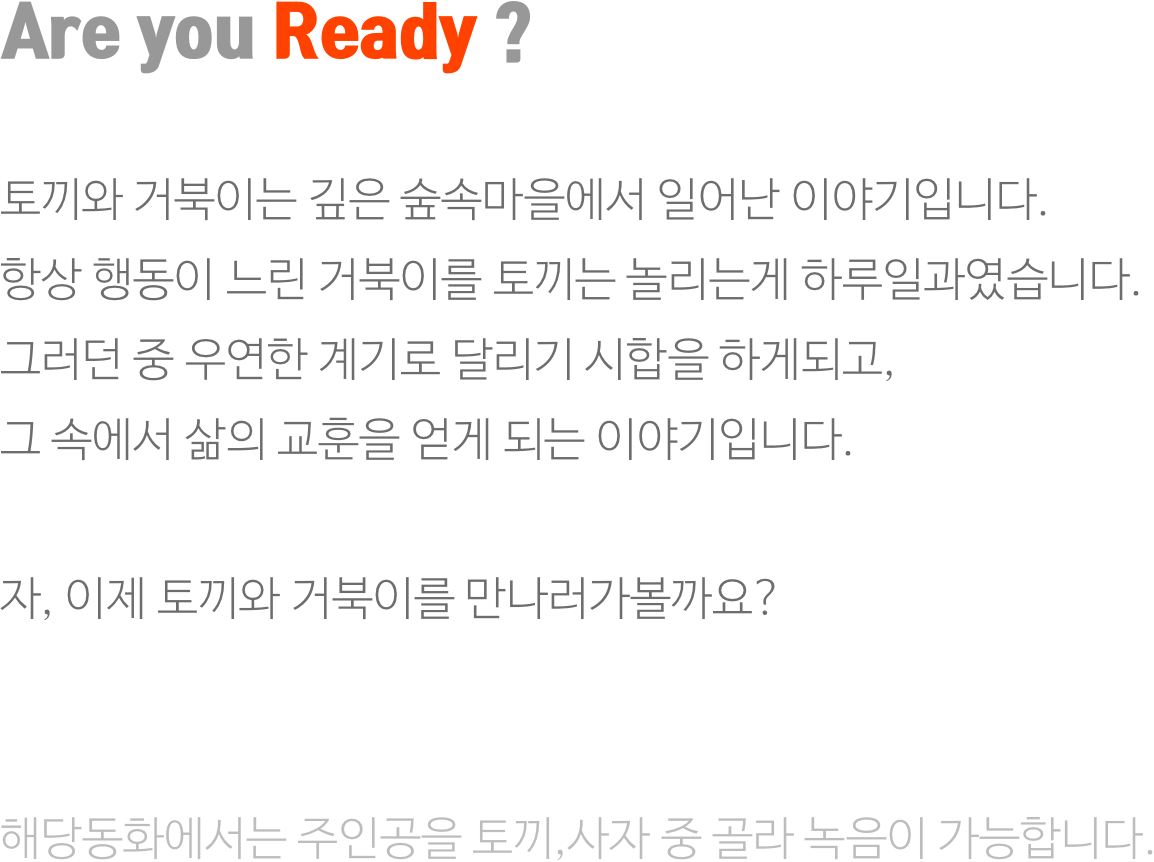 Are you Ready ?
토끼와 거북이는 깊은 숲속마을에서 일어난 이야기입니다.
항상 행동이 느린 거북이를 토끼는 놀리는게 하루일과였습니다.
그러던 중 우연한 계기로 달리기 시합을 하게되고,
그 속에서 삶의 교훈을 얻게 되는 이야기입니다.
자, 이제 토끼와 거북이를 만나러가볼까요?
해당동화에서는 주인공을 토끼,사자 중 골라 녹음이 가능합니다.